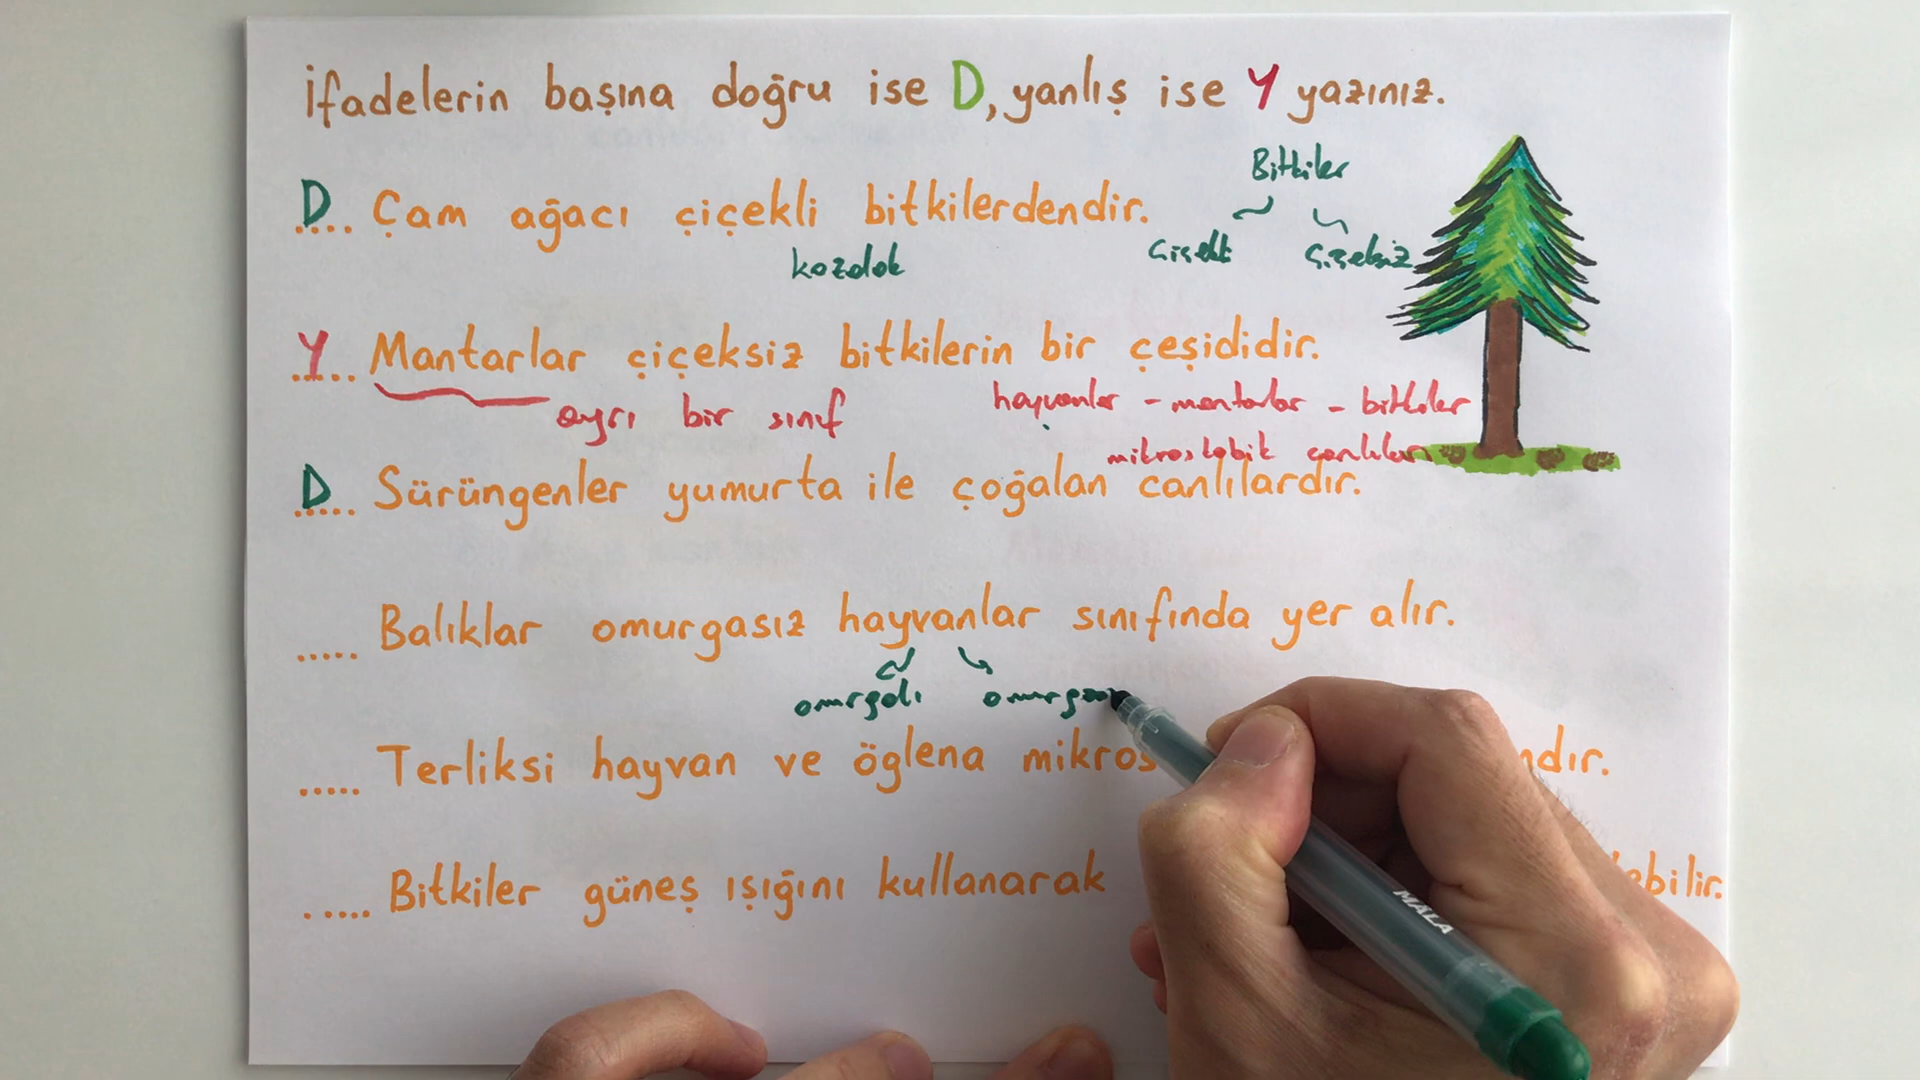 İfadelerin başına doğru ise D, yanlış ise Y yazınız.
Bitkiler
D..... Çam ağacı çiçekli bitkilerdendir.
kozalak
Çiçekli Çiçeksiz
Y..... Mantarlar çiçeksiz bitkilerin bir çeşididir.
ayrı bir sınıf
hayvanlar - mantarlar - bitkiler
mikroskobik canlıları
D..... Sürüngenler yumurta ile çoğalan canlılardır.
..... Balıklar omurgasız hayvanlar sınıfında yer alır.
omurgalı
..... Terliksi hayvan ve öglena
..... Bitkiler güneş ışığını kullanarak
MALA